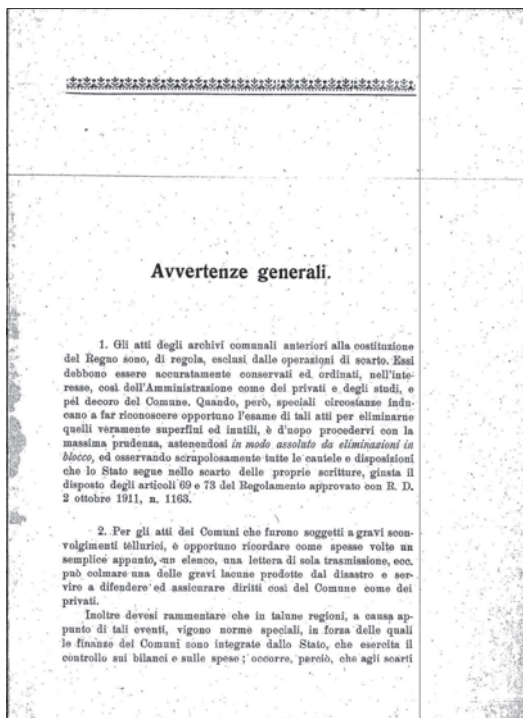 Avvertenze generali.
1. Gli atti degli archivi comunali anteriori alla costituzione
del Regno sono, di regola, esclusi dalle operazioni di scarto. Essi
debbono essere accuratamente conservati ed ordinati, nell'inte-
resse, così dell'Amministrazione come dei privati e degli studi, e
pél decoro del Comune. Quando, però, speciali circostanze indu-
cano a far riconoscere opportuno l'esame di tali atti per eliminarne
quelli veramente superflui ed inutili, è d'uopo procedervi con la
massima prudenza, astenendosi in modo assoluto da eliminazioni in
blocco, ed osservando scrupolosamente tutte le cautele e disposizioni
che lo Stato segue nello scarto delle proprie scritture, giusta il
disposto degli articoli 69 e 73 del Regolamento approvato con R. D.
2 ottobre 1911, n. 1163.
2. Per gli atti dei Comuni che furono soggetti a gravi scon-
volgimenti tellurici, è opportuno ricordare come spesse volte un
semplice appunto, un elenco, una lettera di sola trasmissione, ecc.
può colmare una delle gravi lacune prodotte dal disastro e ser-
vire a difendere ed assicurare diritti così del Comune come dei
privati.
Inoltre devesi rammentare che in talune regioni, a causa ap-
punto di tali eventi, vigono norme speciali, in forza delle quali
le finanze dei Comuni sono integrate dallo Stato, che esercita il
controllo sui bilanci e sulle spese ; occorre, perciò, che agli scarti